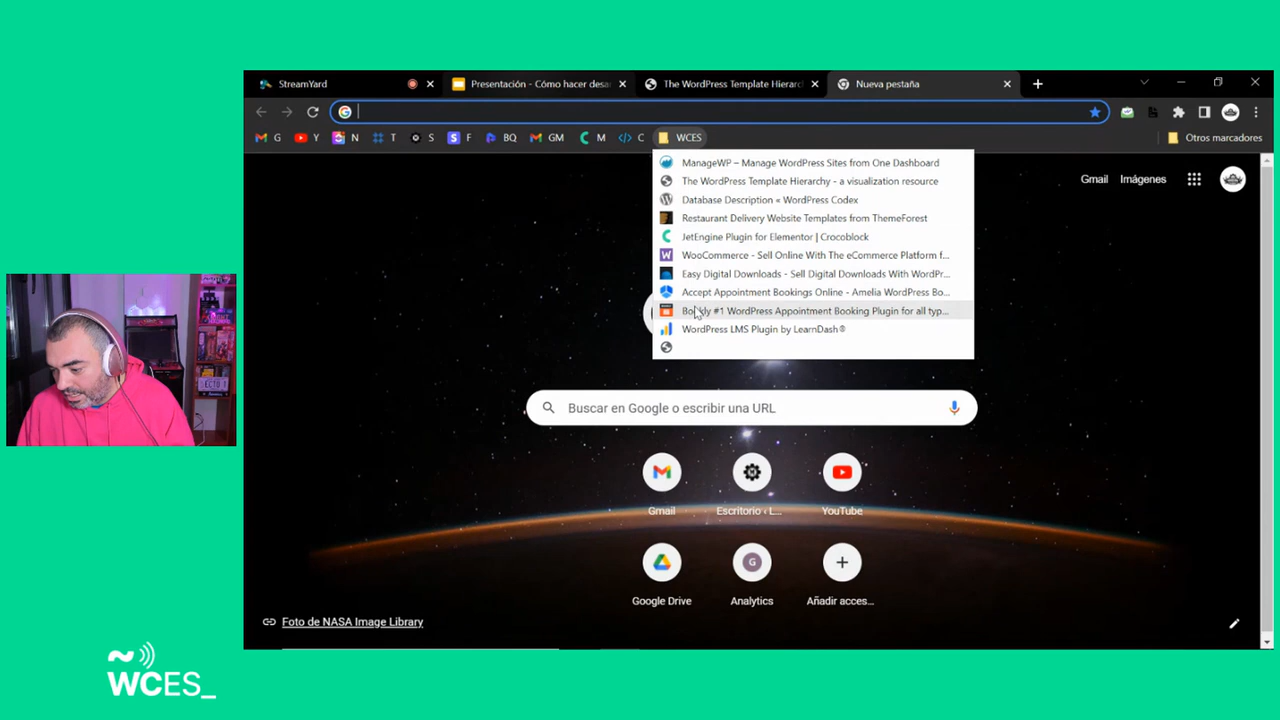 StreamYard
Presentación - Cómo hacer desar
The WordPress Template Hierarc
Nueva pestaña
G
Y
N
T
S
F
BQ
GM
M
C
WCES
Otros marcadores
ManageWP – Manage WordPress Sites from One Dashboard
The WordPress Template Hierarchy - a visualization resource
Database Description « WordPress Codex
Restaurant Delivery Website Templates from ThemeForest
JetEngine Plugin for Elementor | Crocoblock
WooCommerce - Sell Online With The eCommerce Platform f...
Easy Digital Downloads - Sell Digital Downloads With WordPr...
Accept Appointment Bookings Online - Amelia WordPress Bo...
Bookly #1 WordPress Appointment Booking Plugin for all typ...
WordPress LMS Plugin by LearnDash®
Gmail
Imágenes
Buscar en Google o escribir una URL
Gmail
Escritorio ‹ L...
YouTube
Google Drive
Analytics
Añadir acces...
Foto de NASA Image Library
WCES_